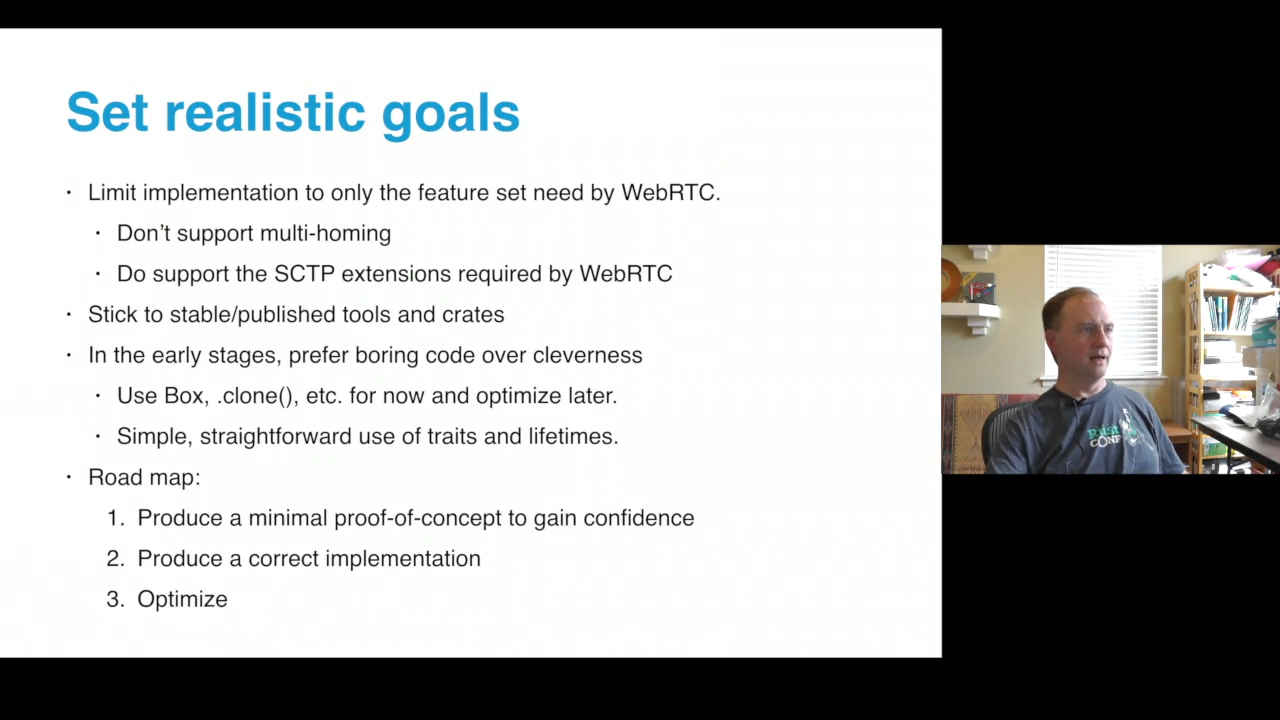 Set realistic goals
· Limit implementation to only the feature set need by WebRTC.
· Don’t support multi-homing
· Do support the SCTP extensions required by WebRTC
· Stick to stable/published tools and crates
· In the early stages, prefer boring code over cleverness
· Use Box, .clone(), etc. for now and optimize later.
· Simple, straightforward use of traits and lifetimes.
· Road map:
1. Produce a minimal proof-of-concept to gain confidence
2. Produce a correct implementation
3. Optimize
RUST
CONF